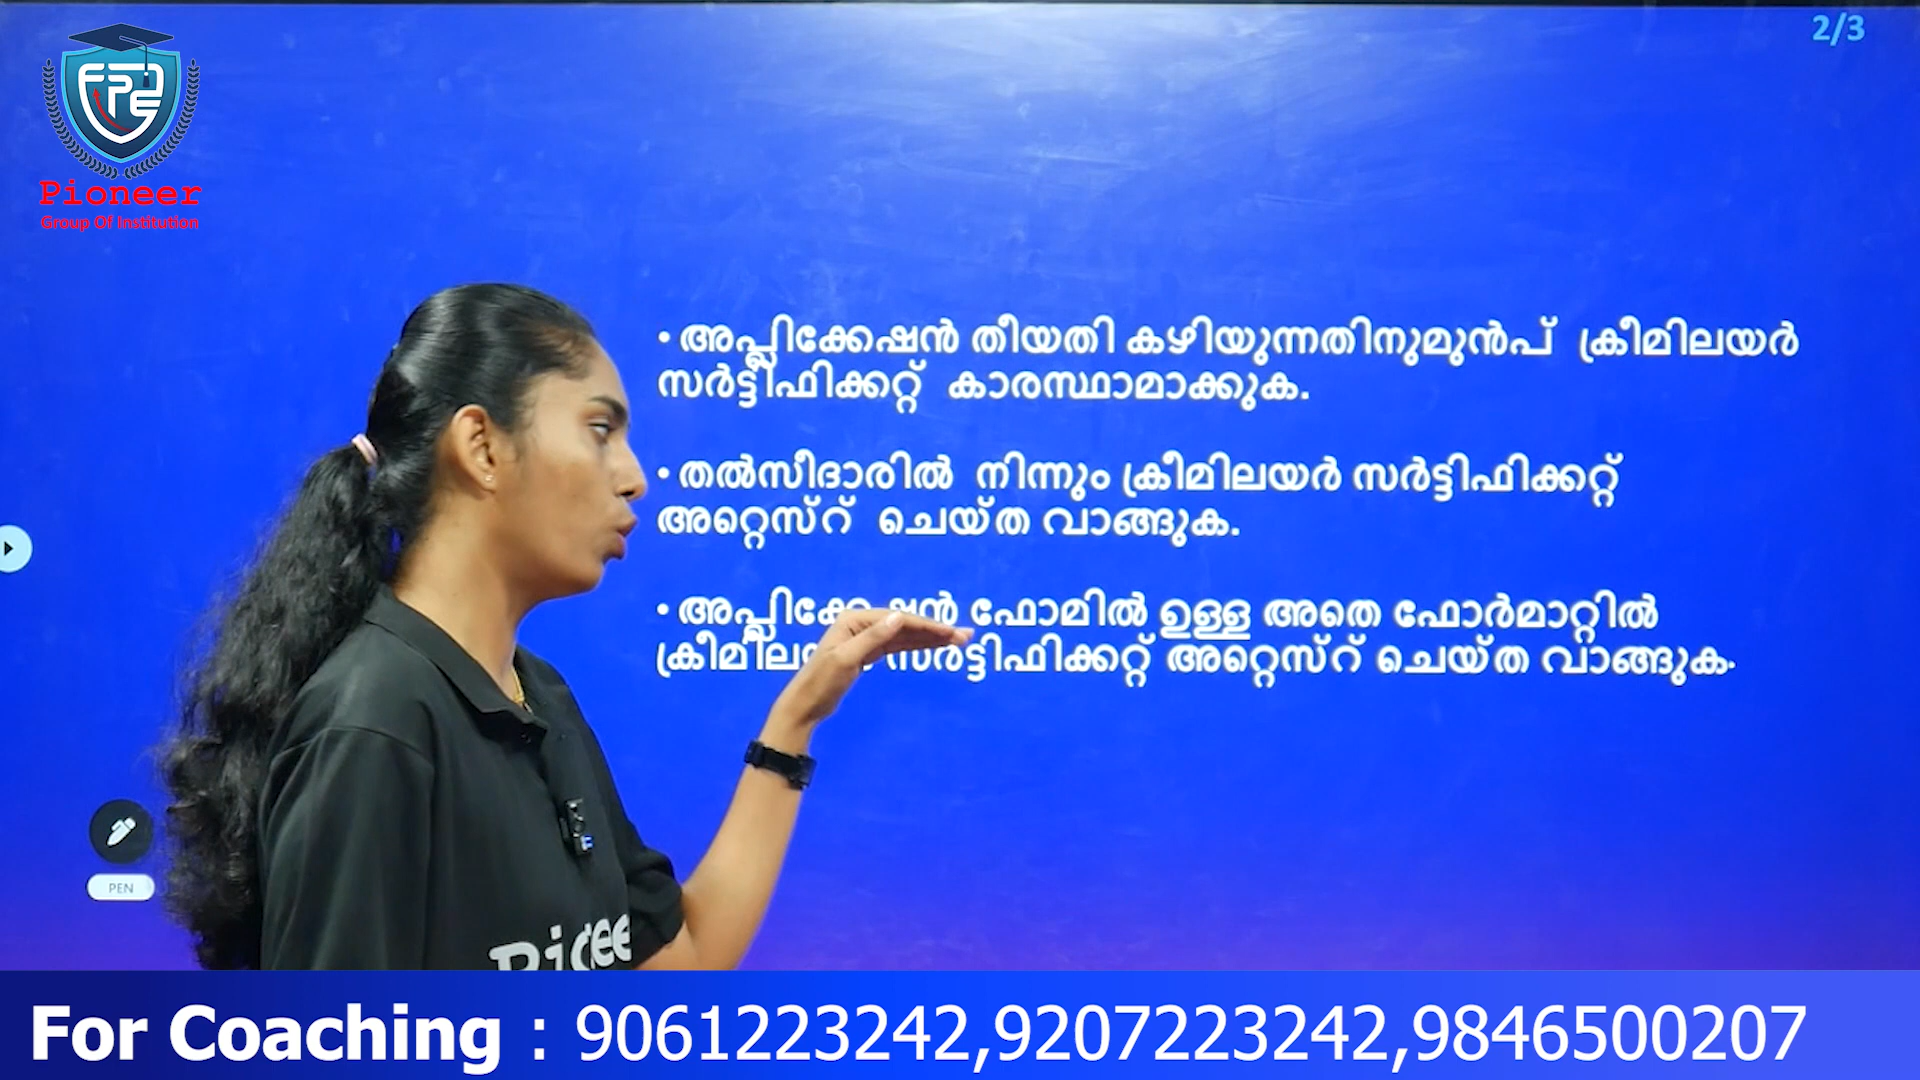 2/3
Pioneer
Group Of Institution
• അപ്ലിക്കേഷൻ തീയതി കഴിയുന്നതിനുമുൻപ് ക്രീമിലയർ
സർട്ടിഫിക്കറ്റ് കാരസ്ഥാമാക്കുക.
• തൽസീദാരിൽ നിന്നും ക്രീമിലയർ സർട്ടിഫിക്കറ്റ്
അറ്റെസ്റ് ചെയ്ത വാങ്ങുക.
• അപ്ലിക്കേഷൻ ഫോമിൽ ഉള്ള അതെ ഫോർമാറ്റിൽ
സർട്ടിഫിക്കറ്റ് അറ്റെസ്റ് ചെയ്ത വാങ്ങുക.
PEN
For Coaching : 9061223242,9207223242,9846500207